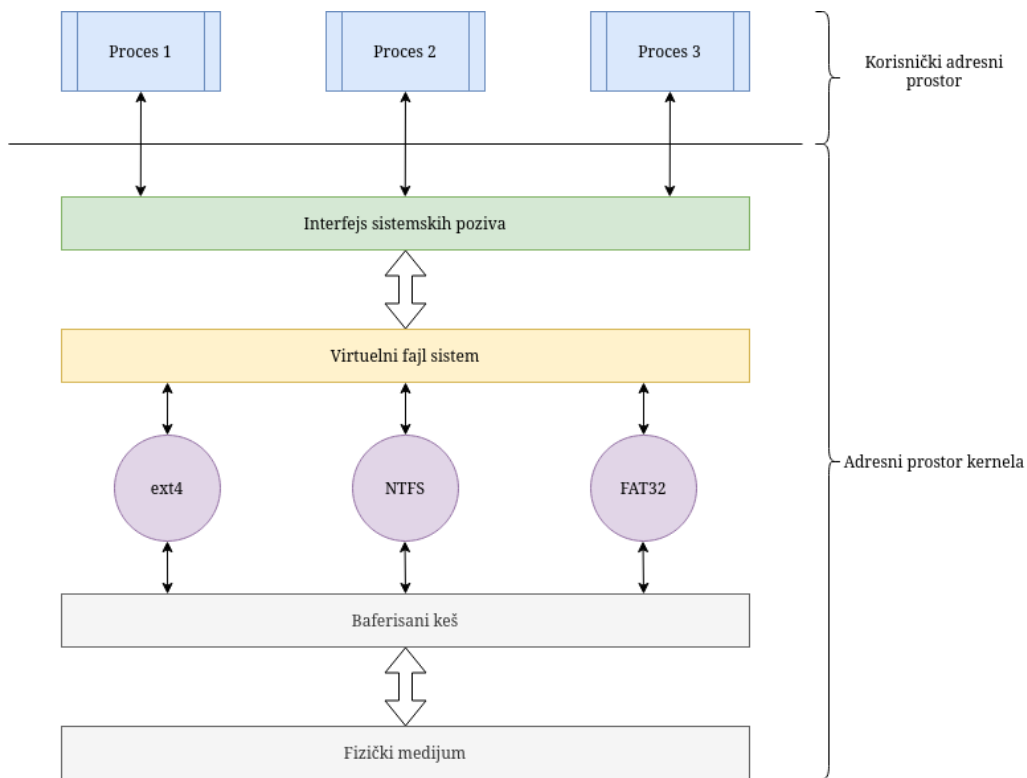 Proces 1
Proces 2
Proces 3
Korisnički adresni
prostor
Interfejs sistemskih poziva
Virtuelni fajl sistem
ext4
NTFS
FAT32
Adresni prostor kernela
Baferisani keš
Fizički medijum